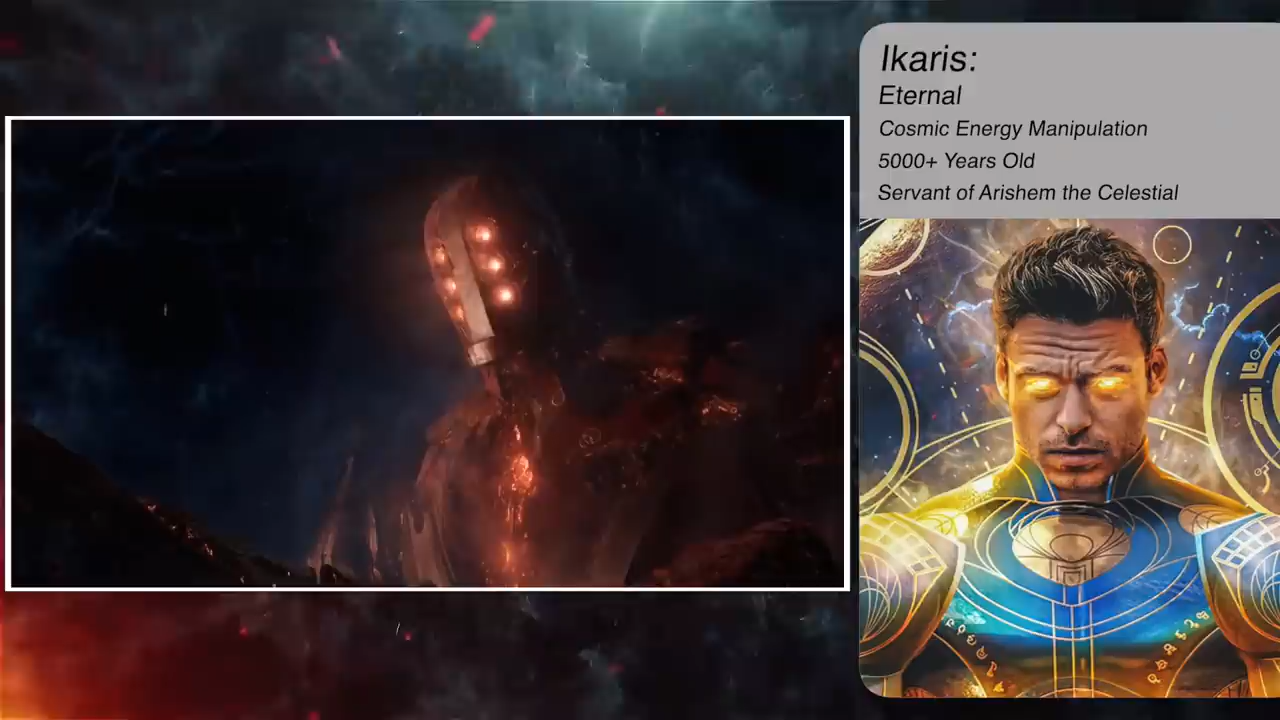 Ikaris:
Eternal
Cosmic Energy Manipulation
5000+ Years Old
Servant of Arishem the Celestial